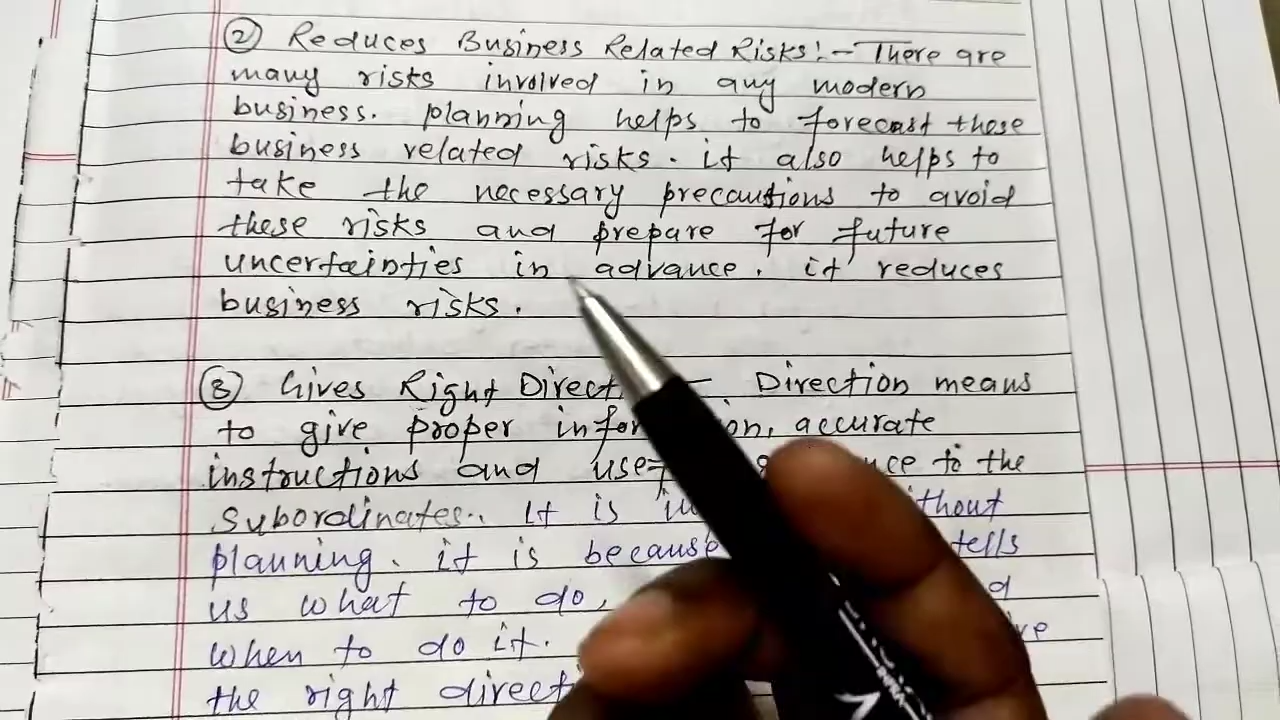 ② Reduces Business Related Risks:- There are
many risks involved in any modern
business. planning helps to forecast these
business related risks. it also helps to
take the necessary precautions to avoid
these risks and prepare for future
uncertainties in advance. it reduces
business risks.
③ Gives Right Direct — Direction means
to give proper accurate
instructions and to the
subordinates. It is
planning. it is because tells
us what to do,
when to do it.
the right